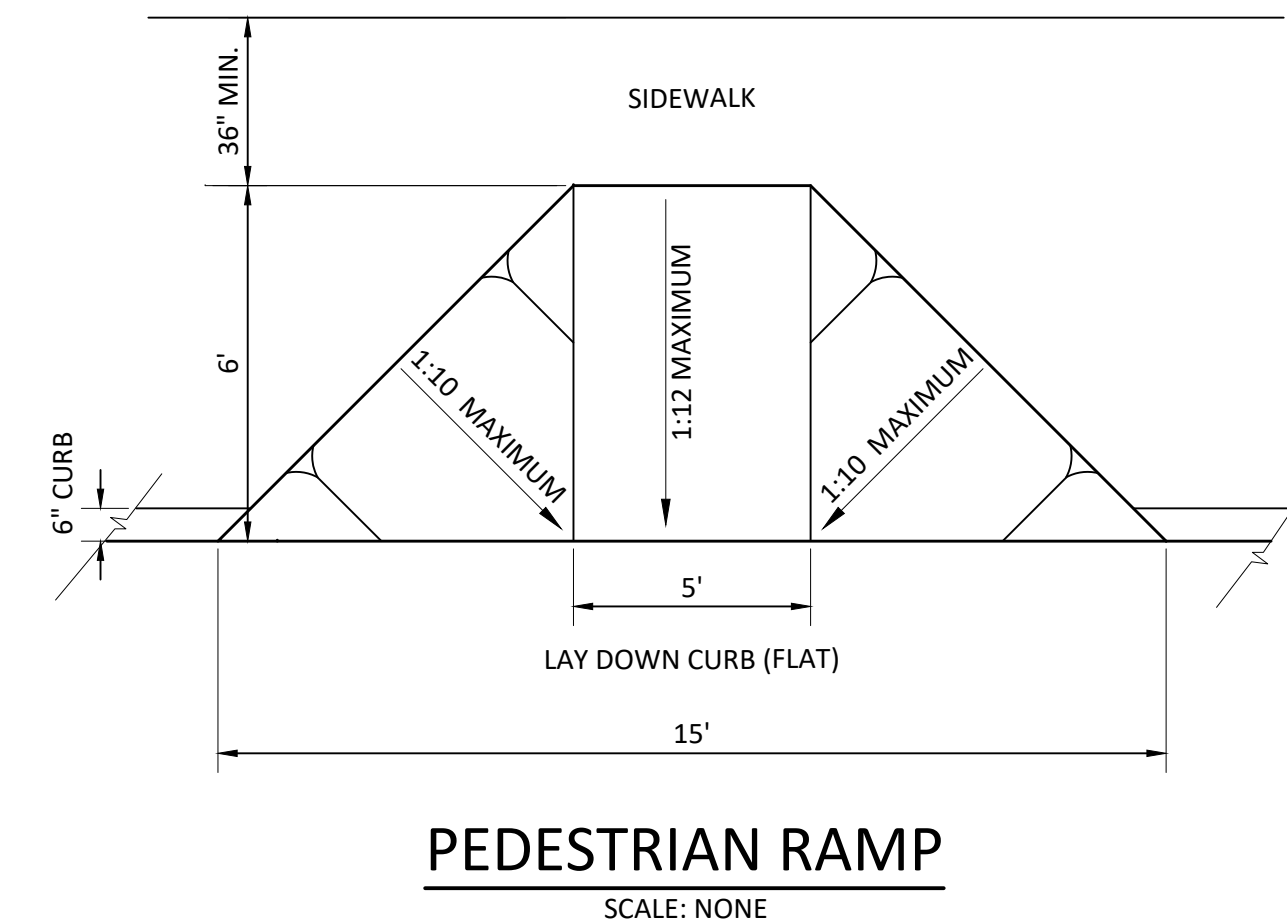 36" MIN.
SIDEWALK
6'
1:10 MAXIMUM
1:12 MAXIMUM
1:10 MAXIMUM
6" CURB
5'
LAY DOWN CURB (FLAT)
15'
PEDESTRIAN RAMP
SCALE: NONE